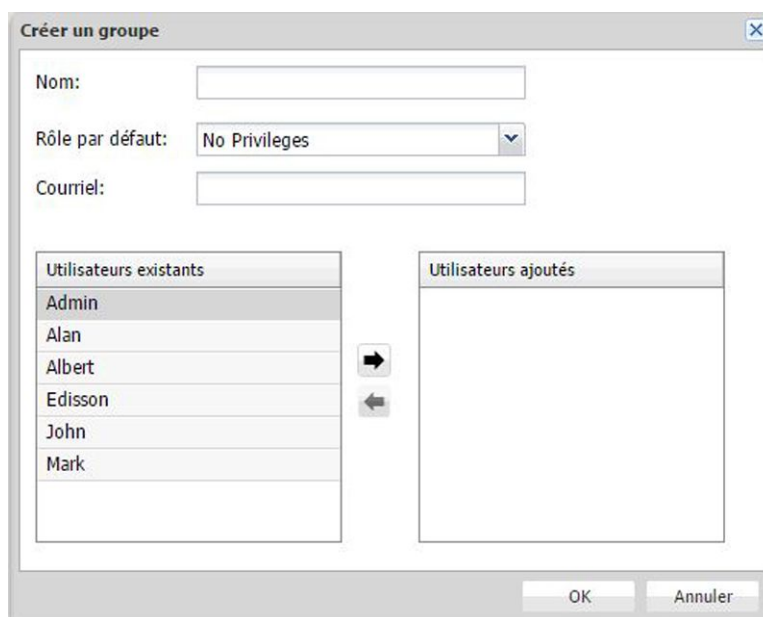 Créer un groupe
Nom:
Rôle par défaut:
No Privileges
Courriel:
Utilisateurs existants
Admin
Alan
Albert
Edisson
John
Mark
Utilisateurs ajoutés
OK
Annuler